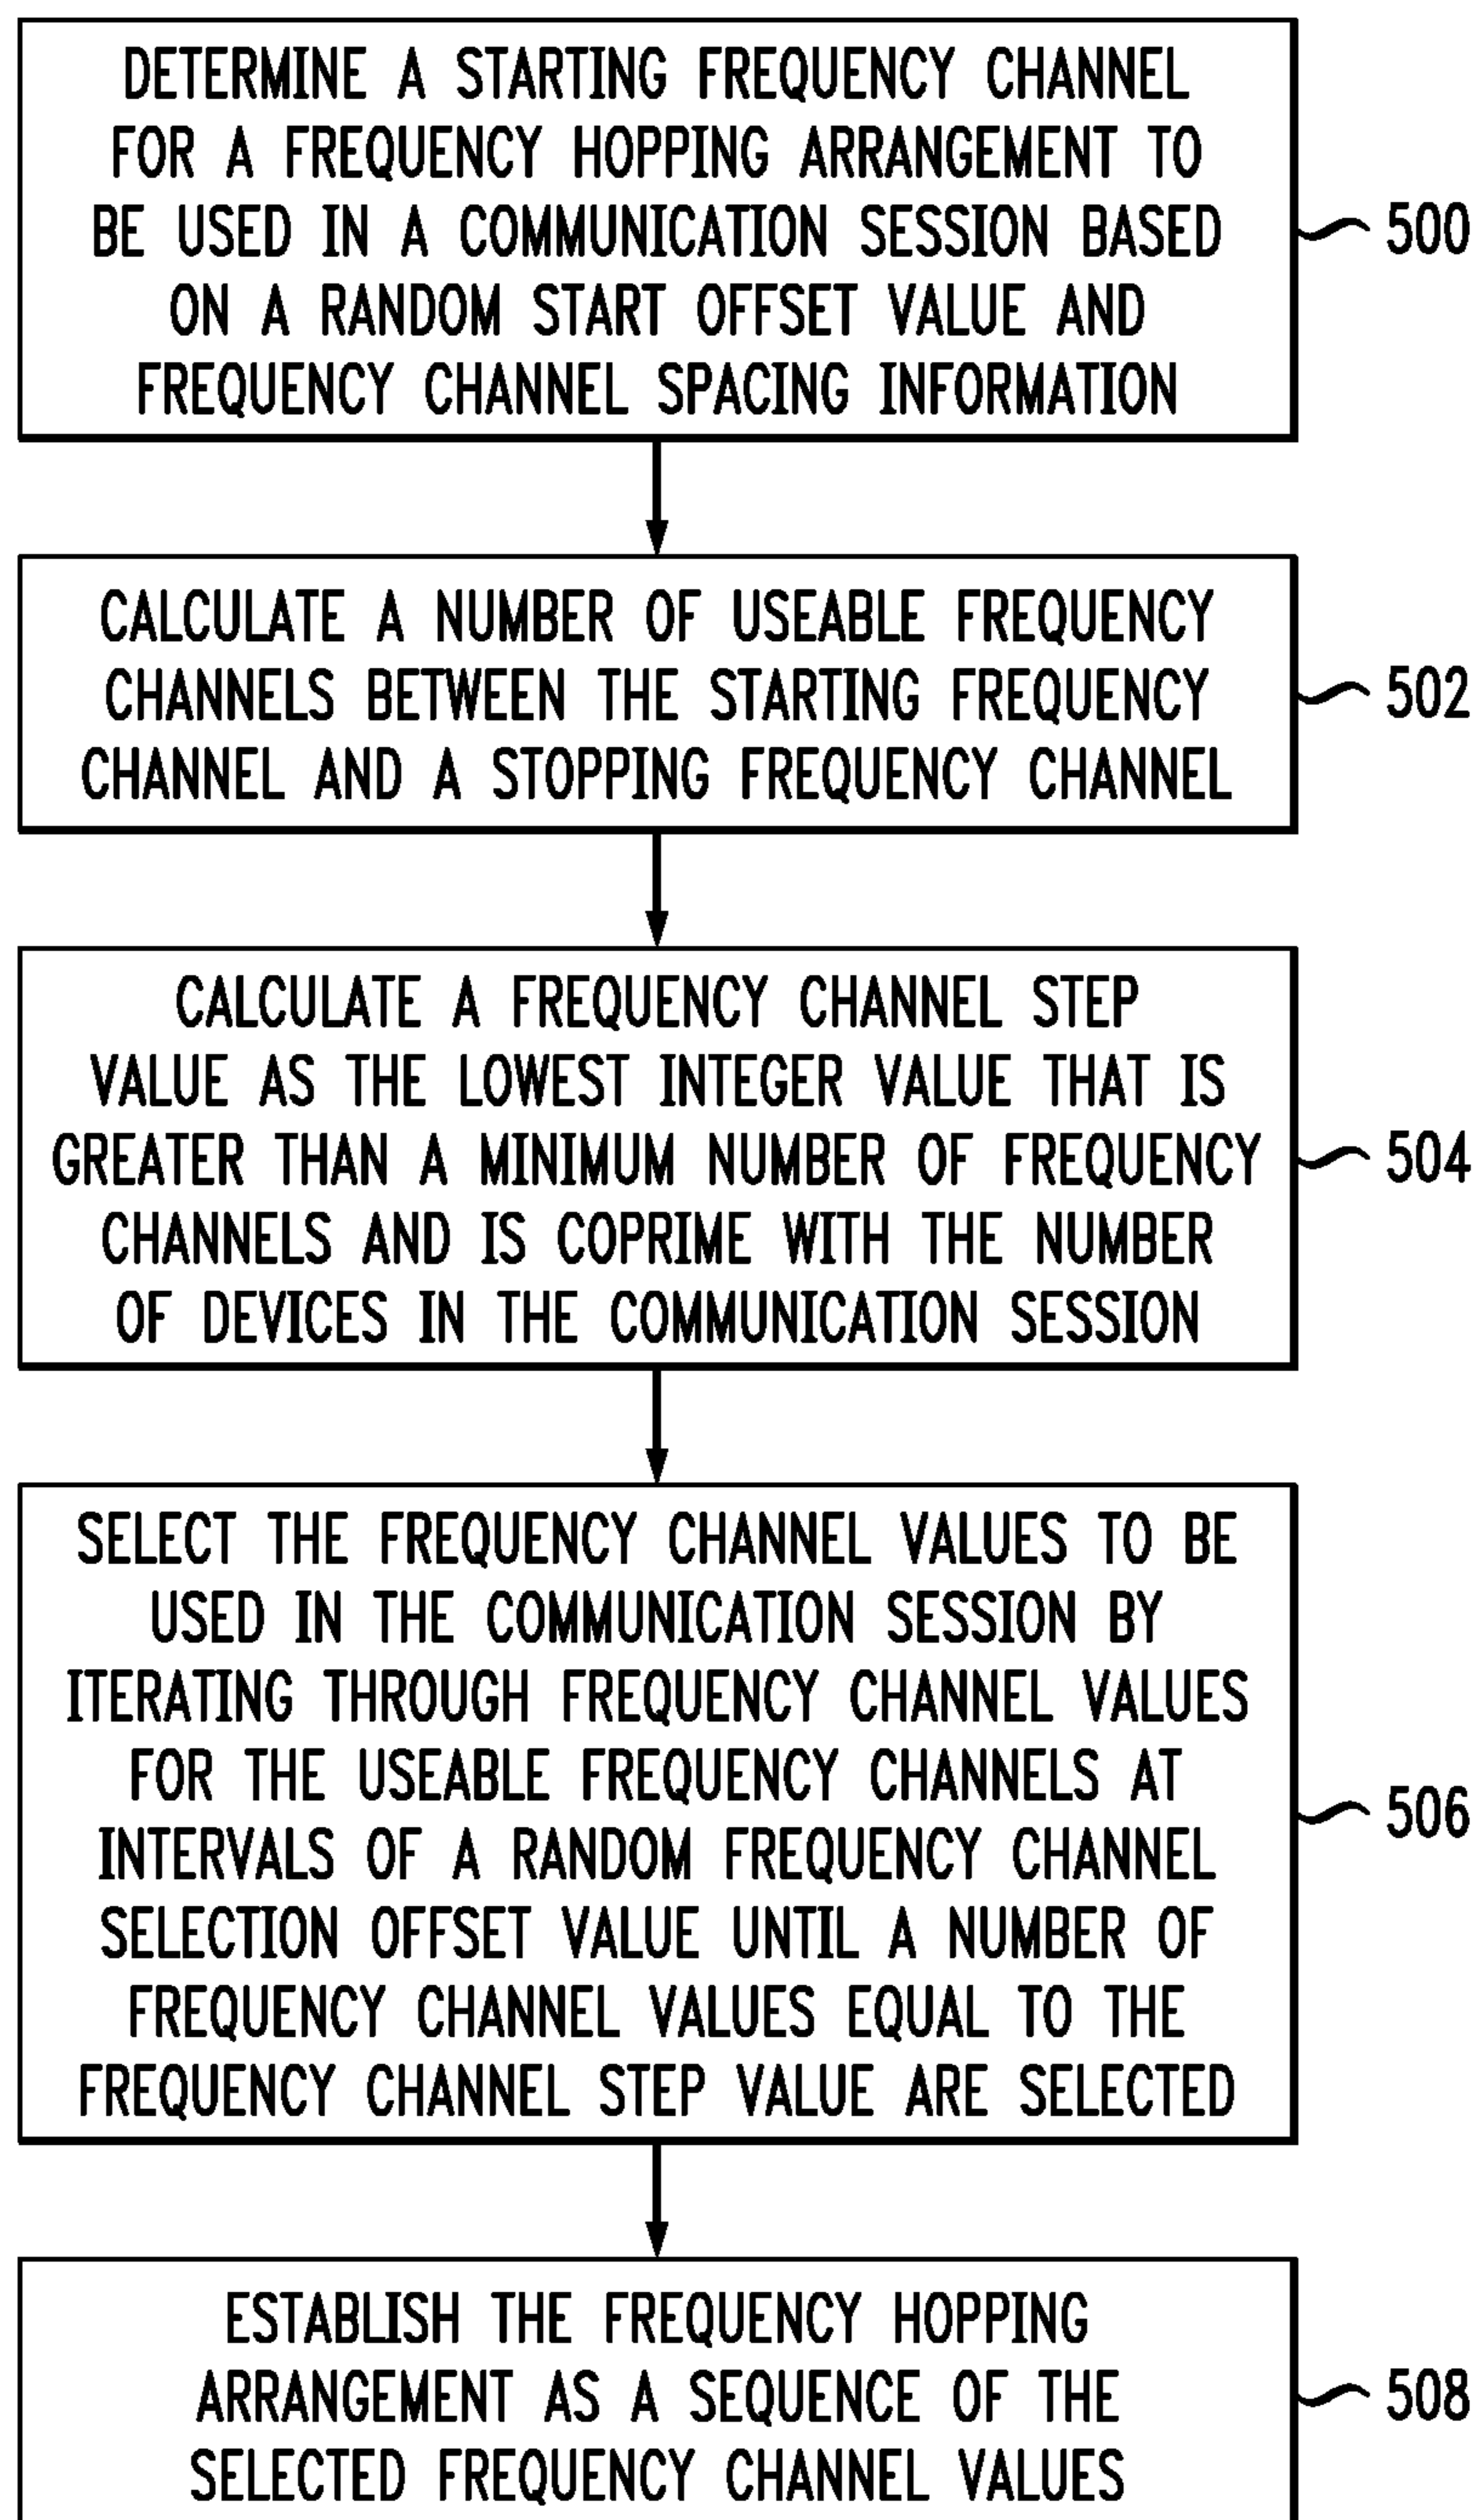 DETERMINE A STARTING FREQUENCY CHANNEL
FOR A FREQUENCY HOPPING ARRANGEMENT TO
BE USED IN A COMMUNICATION SESSION BASED
ON A RANDOM START OFFSET VALUE AND
FREQUENCY CHANNEL SPACING INFORMATION
500
CALCULATE A NUMBER OF USEABLE FREQUENCY
CHANNELS BETWEEN THE STARTING FREQUENCY
CHANNEL AND A STOPPING FREQUENCY CHANNEL
502
CALCULATE A FREQUENCY CHANNEL STEP
VALUE AS THE LOWEST INTEGER VALUE THAT IS
GREATER THAN A MINIMUM NUMBER OF FREQUENCY
CHANNELS AND IS COPRIME WITH THE NUMBER
OF DEVICES IN THE COMMUNICATION SESSION
504
SELECT THE FREQUENCY CHANNEL VALUES TO BE
USED IN THE COMMUNICATION SESSION BY
ITERATING THROUGH FREQUENCY CHANNEL VALUES
FOR THE USEABLE FREQUENCY CHANNELS AT
INTERVALS OF A RANDOM FREQUENCY CHANNEL
SELECTION OFFSET VALUE UNTIL A NUMBER OF
FREQUENCY CHANNEL VALUES EQUAL TO THE
FREQUENCY CHANNEL STEP VALUE ARE SELECTED
506
ESTABLISH THE FREQUENCY HOPPING
ARRANGEMENT AS A SEQUENCE OF THE
SELECTED FREQUENCY CHANNEL VALUES
508